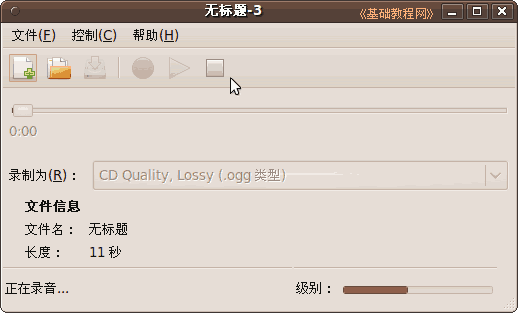 无标题-3
《基础教程网》
文件(F) 控制(C) 帮助(H)
0:00
录制为(R)： CD Quality, Lossy (.ogg 类型)
文件信息
文件名： 无标题
长度： 11 秒
正在录音... 级别：